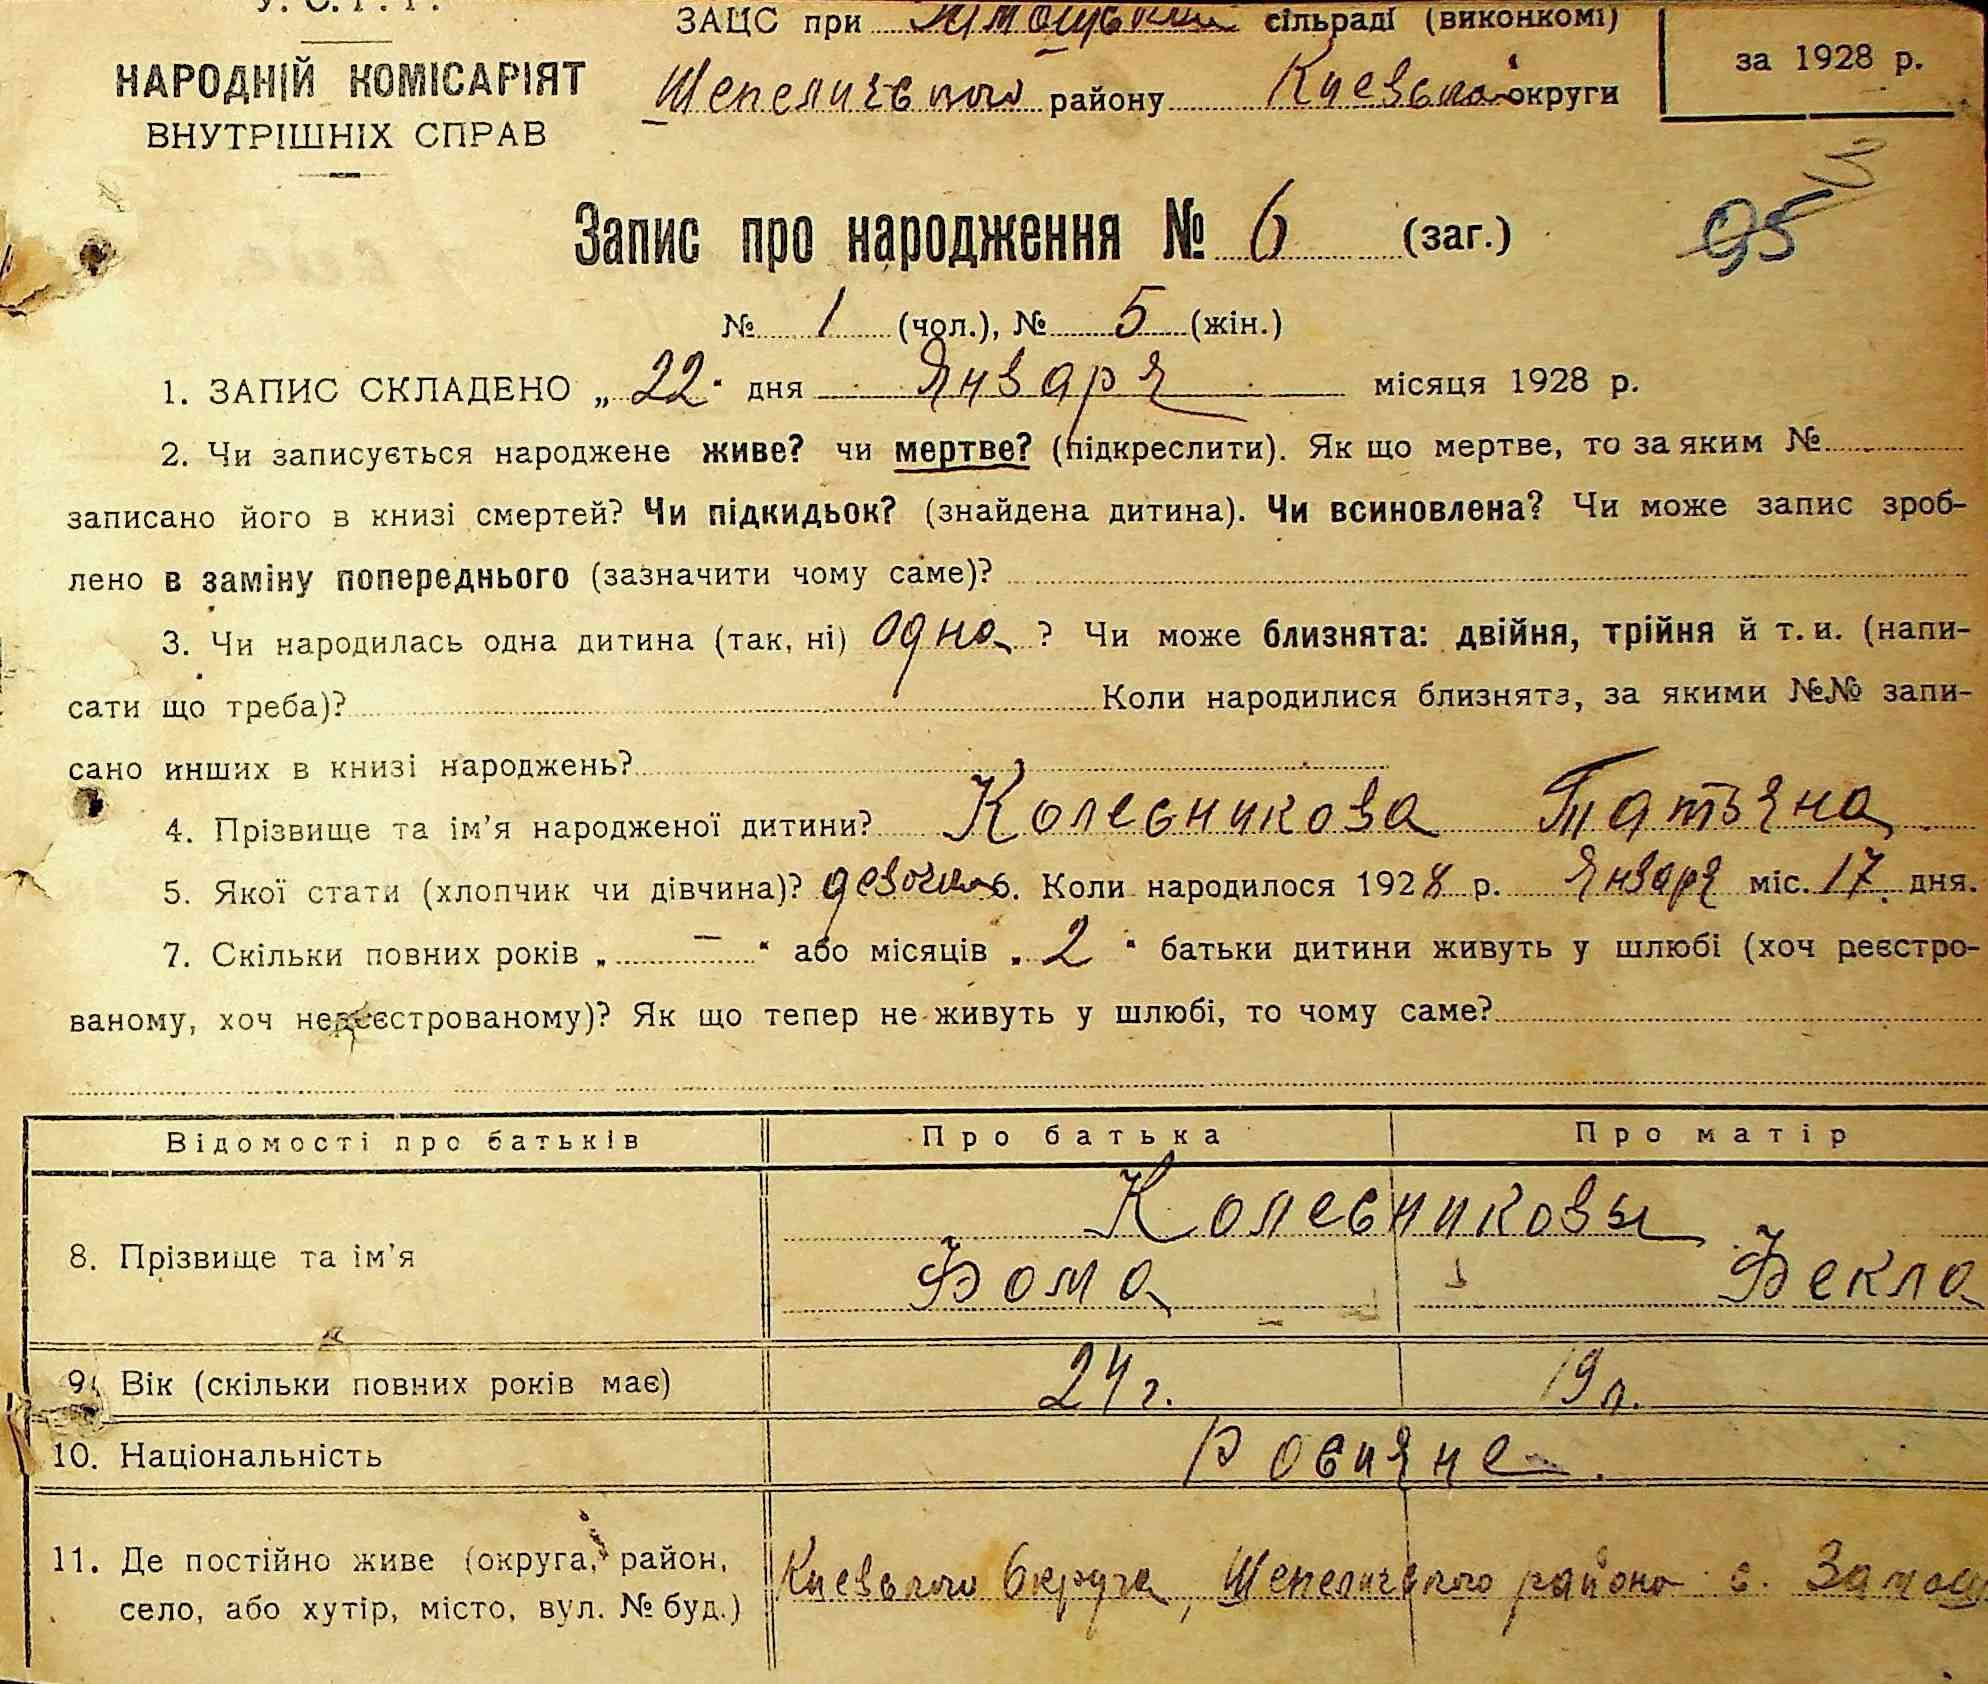 У. С. Р. Р.
НАРОДНІЙ КОМІСАРІЯТ
ВНУТРІШНІХ СПРАВ
ЗАЦС при сільраді (виконкомі)
Шепеличского району Киевской округи
за 1928 р.
95
Запис про народження № 6 (заг.)
№ 1 (чол.), № 5 (жін.)
1. ЗАПИС СКЛАДЕНО „ 22 " дня Января місяця 1928 р.
2. Чи записується народжене живе? чи мертве? (підкреслити). Як що мертве, то за яким №
записано його в книзі смертей? Чи підкидьок? (знайдена дитина). Чи всиновлена? Чи може запис зроб-
лено в заміну попереднього (зазначити чому саме)?
3. Чи народилась одна дитина (так, ні) одна ? Чи може близнята: двійня, трійня й т. и. (напи-
сати що треба)? Коли народилися близнята, за якими №№ запи-
сано инших в книзі народжень?
4. Прізвище та ім'я народженої дитини? Колесникова Татьяна
5. Якої стати (хлопчик чи дівчина)? девочка. Коли народилося 1928 р. Января міс. 17 дня.
7. Скільки повних років „ — " або місяців „ 2 " батьки дитини живуть у шлюбі (хоч реєстро-
ваному, хоч нереєстрованому)? Як що тепер не живуть у шлюбі, то чому саме?
Відомості про батьків Про батька Про матір
8. Прізвище та ім'я Колесниковы
Фома Фекла
9. Вік (скільки повних років має) 24 г. 19 л.
10. Національність Росияне.
11. Де постійно живе (округа, район, Киевского Округа, Шепеличского района с. Замош
село, або хутір, місто, вул. № буд.)